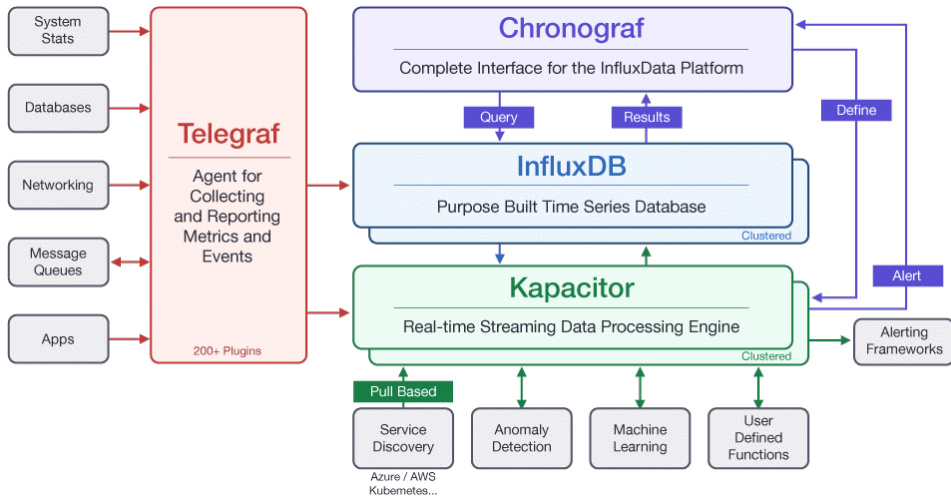 System
Stats
Databases
Networking
Message
Queues
Apps
Telegraf
Agent for
Collecting
and Reporting
Metrics and
Events
200+ Plugins
Chronograf
Complete Interface for the InfluxData Platform
Query
Results
Define
InfluxDB
Purpose Built Time Series Database
Clustered
Alert
Kapacitor
Real-time Streaming Data Processing Engine
Clustered
Alerting
Frameworks
Pull Based
Service
Discovery
Azure / AWS
Kubernetes...
Anomaly
Detection
Machine
Learning
User
Defined
Functions